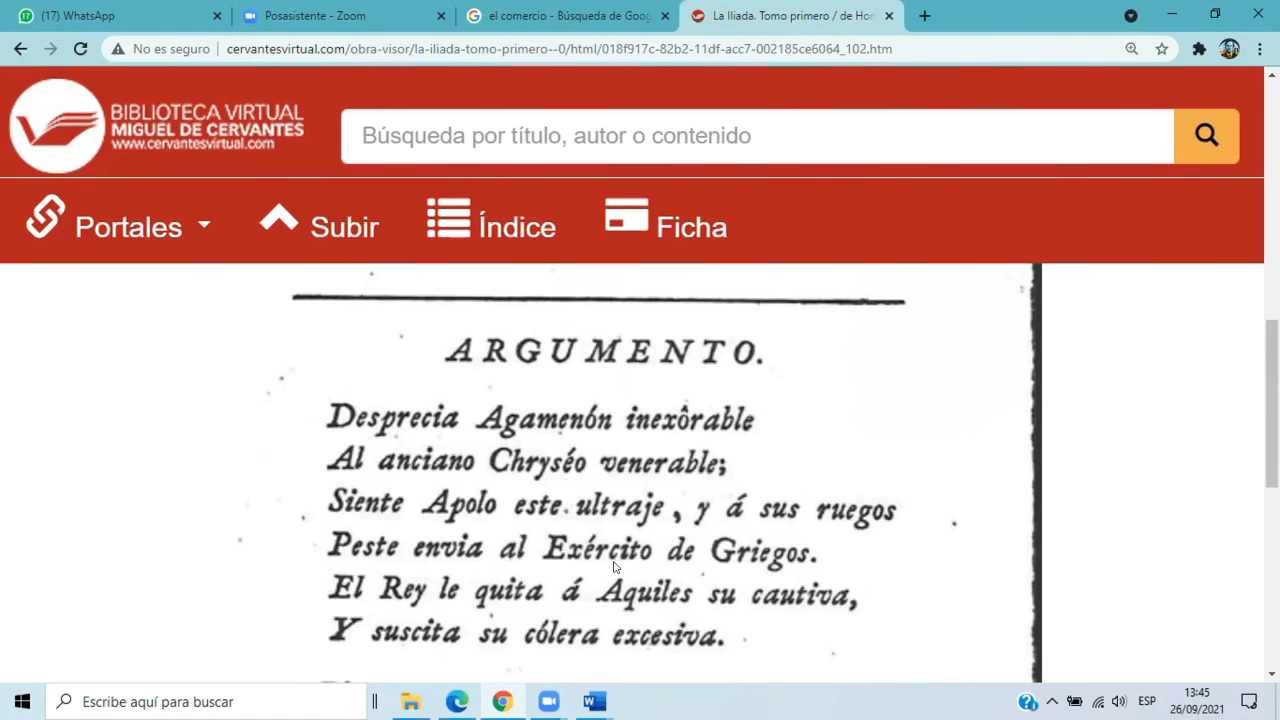 (17) WhatsApp
Posasistente - Zoom
el comercio - Búsqueda de Goog
La Iliada. Tomo primero / de Hon
No es seguro
cervantesvirtual.com/obra-visor/la-iliada-tomo-primero--0/html/018f917c-82b2-11df-acc7-002185ce6064_102.htm
BIBLIOTECA VIRTUAL
MIGUEL DE CERVANTES
www.cervantesvirtual.com
Búsqueda por título, autor o contenido
Portales
Subir
Índice
Ficha
ARGUMENTO.
Desprecia Agamenón inexôrable
Al anciano Chryséo venerable;
Siente Apolo este ultraje, y á sus ruegos
Peste envia al Exército de Griegos.
El Rey le quita á Aquiles su cautiva,
Y suscita su cólera excesiva.
Escribe aquí para buscar
ESP
13:45
26/09/2021